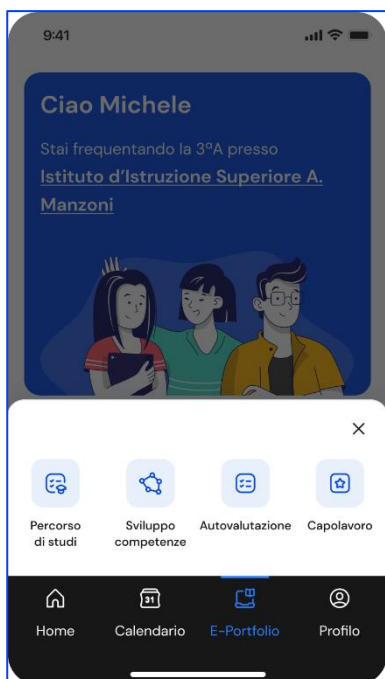 9:41
Ciao Michele
Stai frequentando la 3ªA presso
Istituto d'Istruzione Superiore A.
Manzoni
Percorso
di studi
Sviluppo
competenze
Autovalutazione
Capolavoro
31
Home
Calendario
E-Portfolio
Profilo